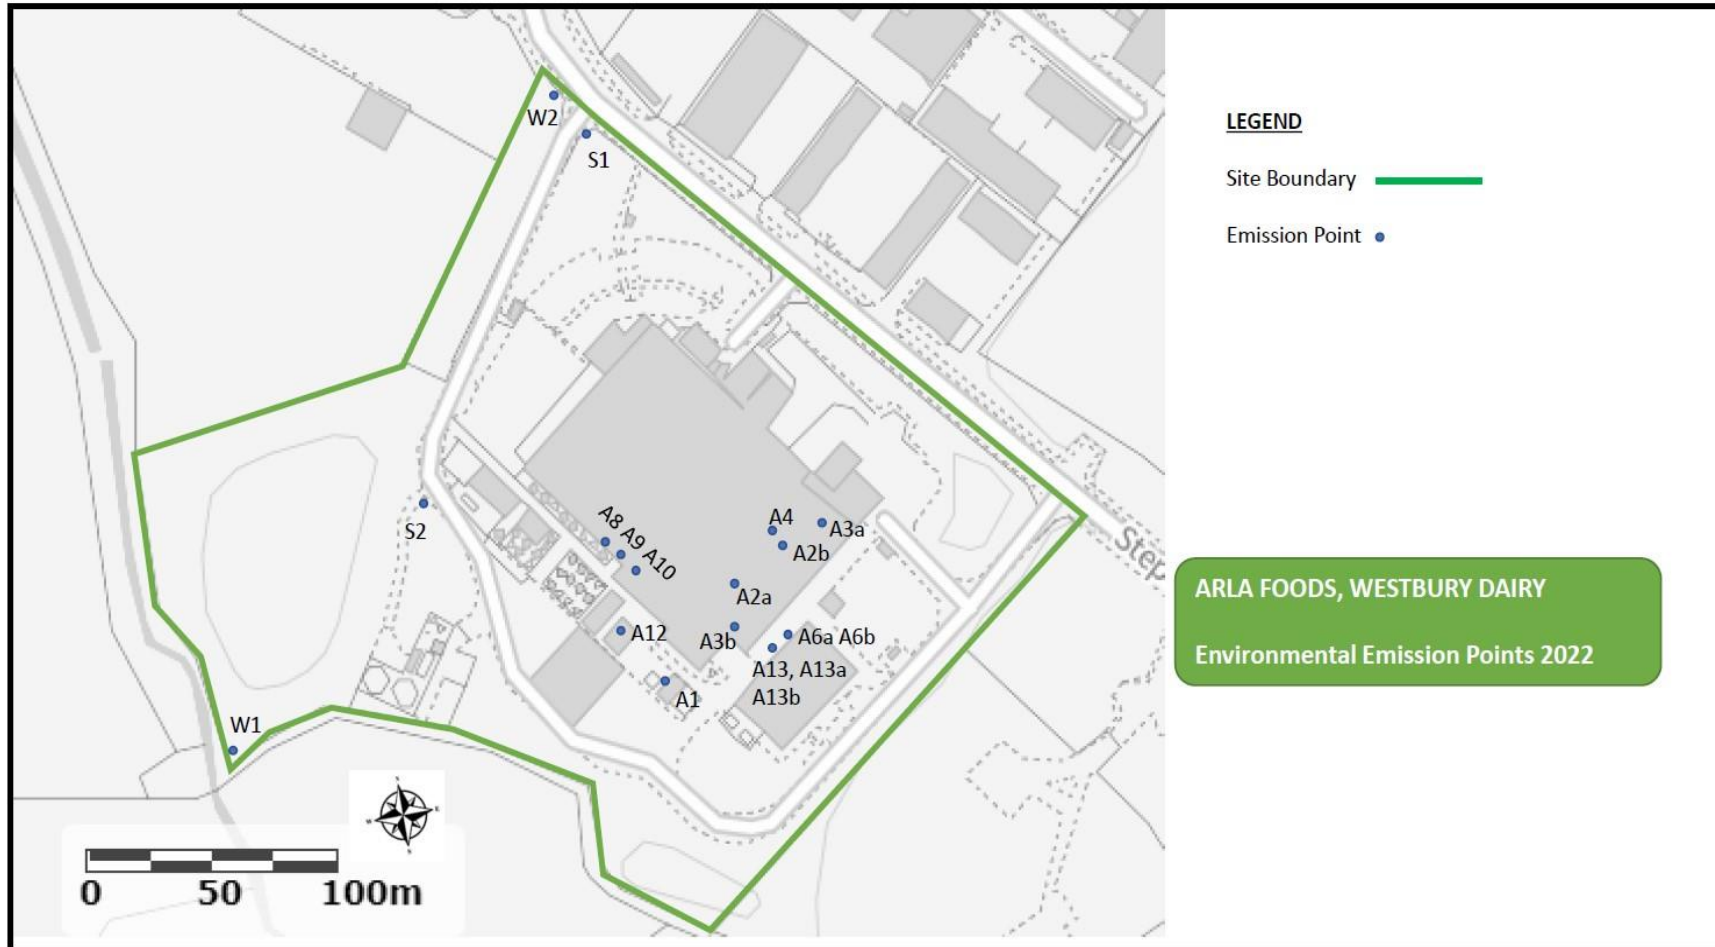 W2
S1
LEGEND
Site Boundary
Emission Point
S2
A8 A9 A10
A4
A3a
A2b
A2a
A12
A3b
A6a A6b
A13, A13a
A13b
A1
W1
Step
ARLA FOODS, WESTBURY DAIRY
Environmental Emission Points 2022
0 50 100m